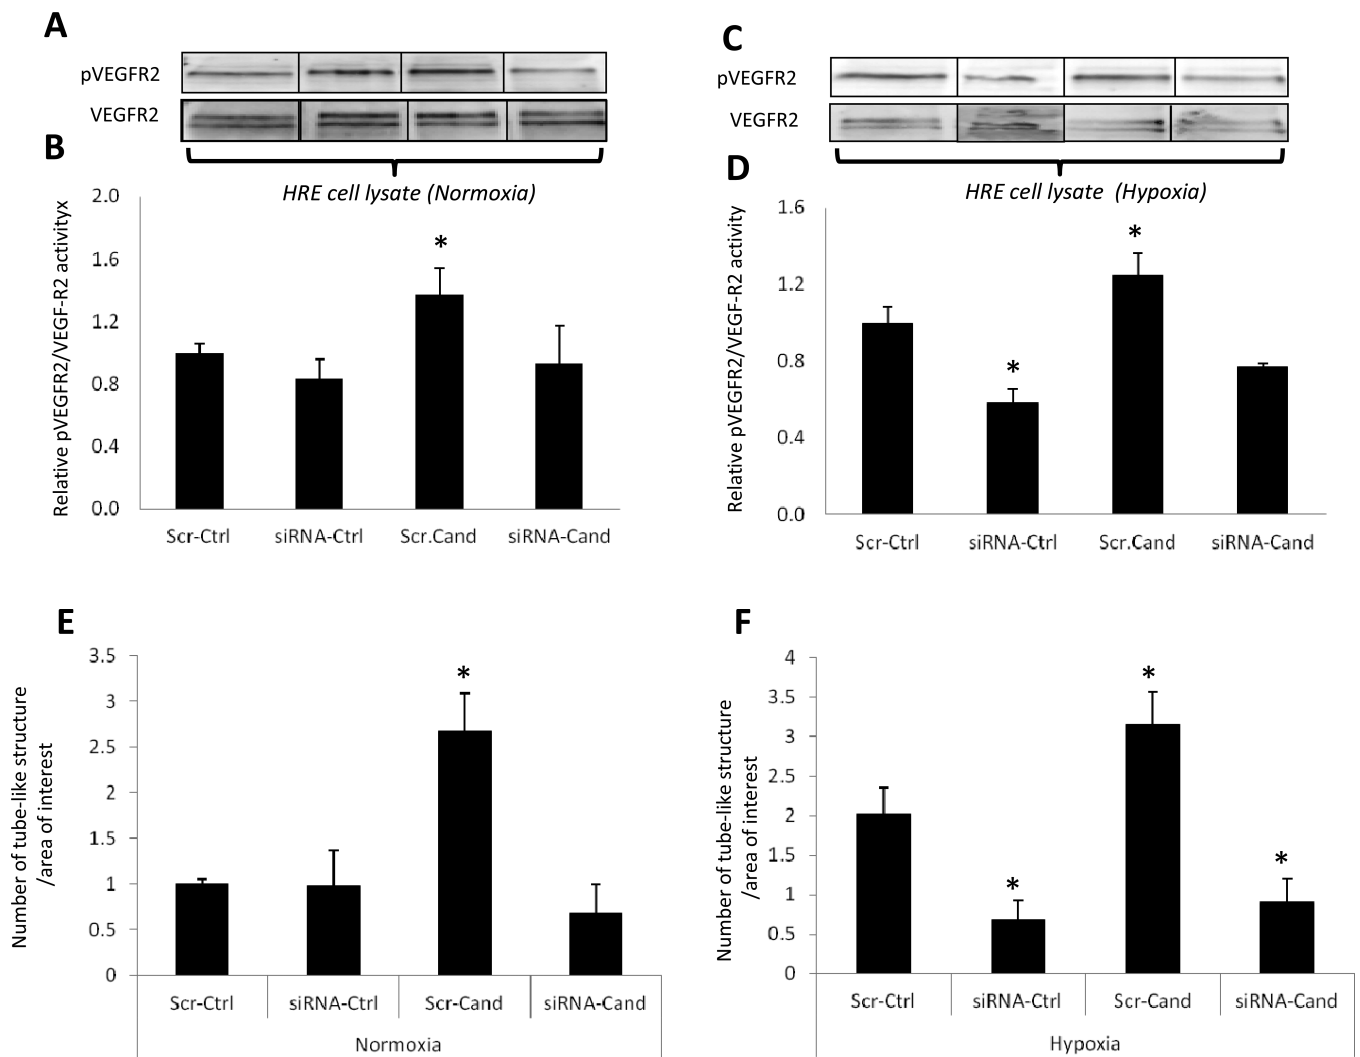 A
pVEGFR2
VEGFR2
HRE cell lysate (Normoxia)
B
Relative pVEGFR2/VEGF-R2 activityx
2.0
1.6
1.2
0.8
0.4
0.0
*
Scr-Ctrl siRNA-Ctrl Scr.Cand siRNA-Cand
C
pVEGFR2
VEGFR2
HRE cell lysate (Hypoxia)
D
Relative pVEGFR2/VEGF-R2 activity
1.6
1.2
0.8
0.4
0.0
*
*
Scr-Ctrl siRNA-Ctrl Scr.Cand siRNA-Cand
E
Number of tube-like structure
/area of interest
3.5
3
2.5
2
1.5
1
0.5
0
*
Scr-Ctrl siRNA-Ctrl Scr-Cand siRNA-Cand
Normoxia
F
Number of tube-like structure
/area of interest
4
3.5
3
2.5
2
1.5
1
0.5
0
*
*
*
Scr-Ctrl siRNA-Ctrl Scr-Cand siRNA-Cand
Hypoxia